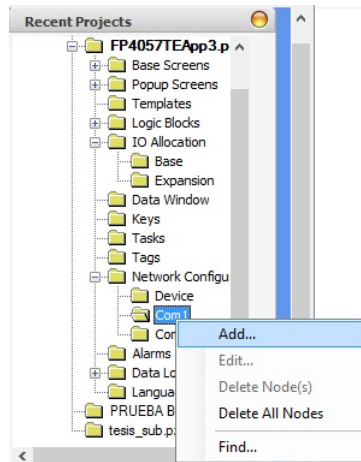 Recent Projects
FP4057TEApp3.p
Base Screens
Popup Screens
Templates
Logic Blocks
IO Allocation
Base
Expansion
Data Window
Keys
Tasks
Tags
Network Configu
Device
Com1
Co
Alarms
Data Lo
Langua
PRUEBA B
tesis_sub.p
Add...
Edit...
Delete Node(s)
Delete All Nodes
Find...